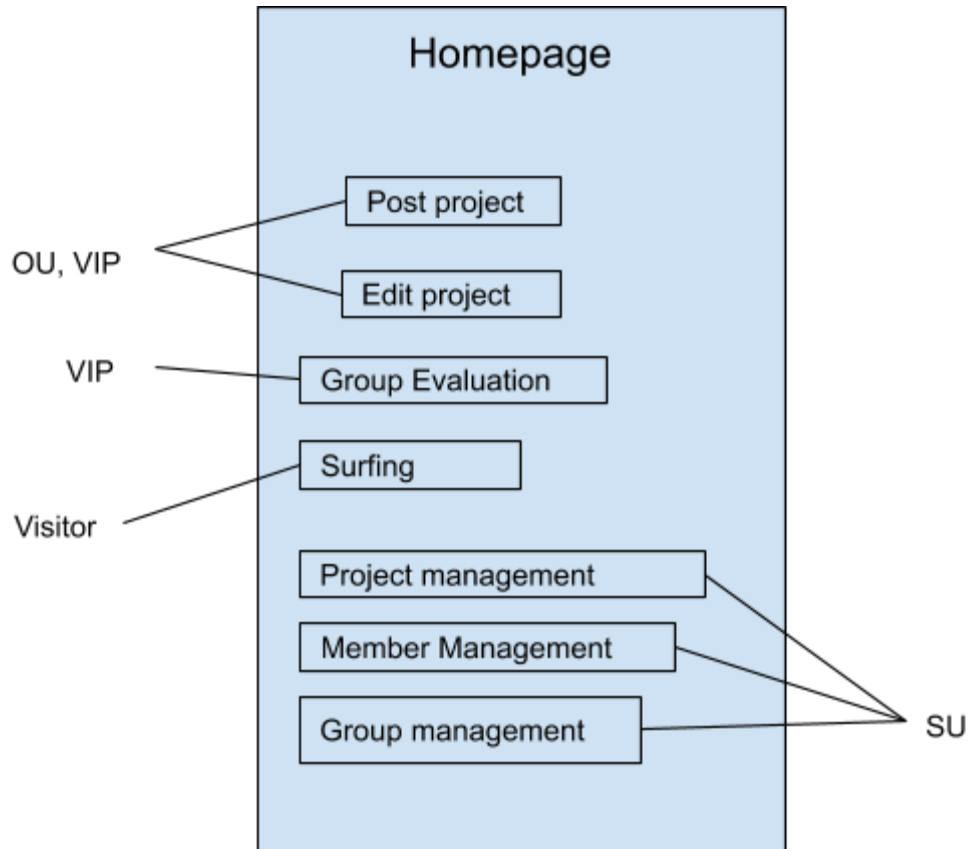 Homepage
Post project
OU, VIP
Edit project
VIP
Group Evaluation
Surfing
Visitor
Project management
Member Management
Group management
SU